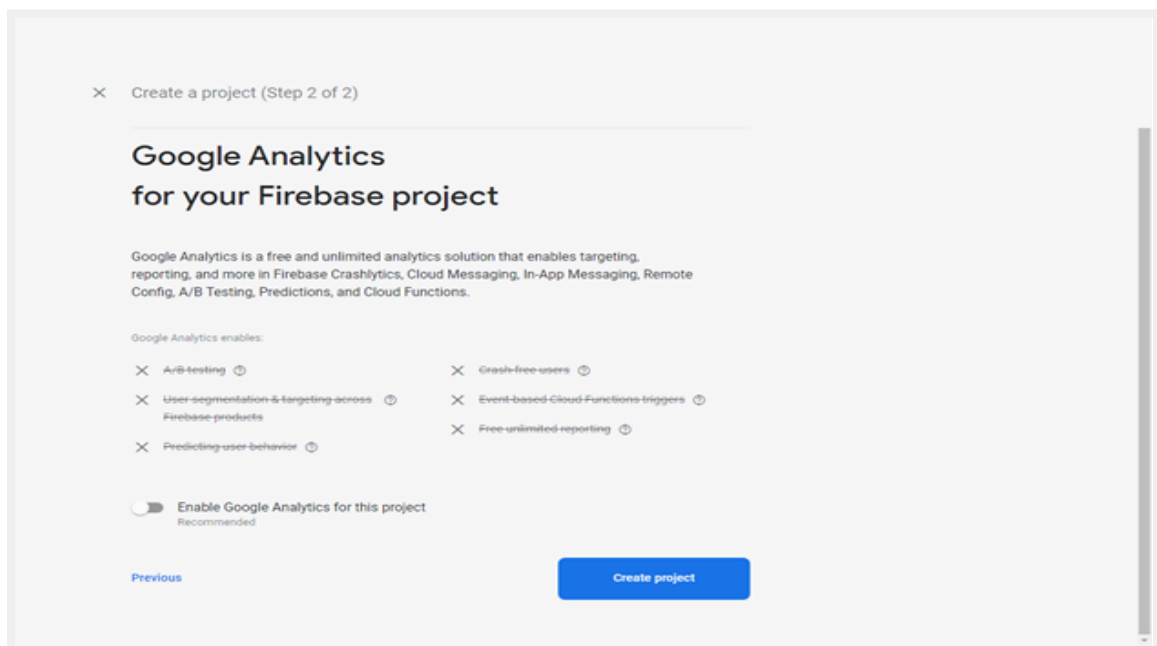 Create a project (Step 2 of 2)
Google Analytics
for your Firebase project
Google Analytics is a free and unlimited analytics solution that enables targeting,
reporting, and more in Firebase Crashlytics, Cloud Messaging, In-App Messaging, Remote
Config, A/B Testing, Predictions, and Cloud Functions.
Google Analytics enables:
A/B testing
User segmentation & targeting across
Firebase products
Predicting user behavior
Crash-free users
Event-based Cloud Functions triggers
Free unlimited reporting
Enable Google Analytics for this project
Recommended
Previous
Create project